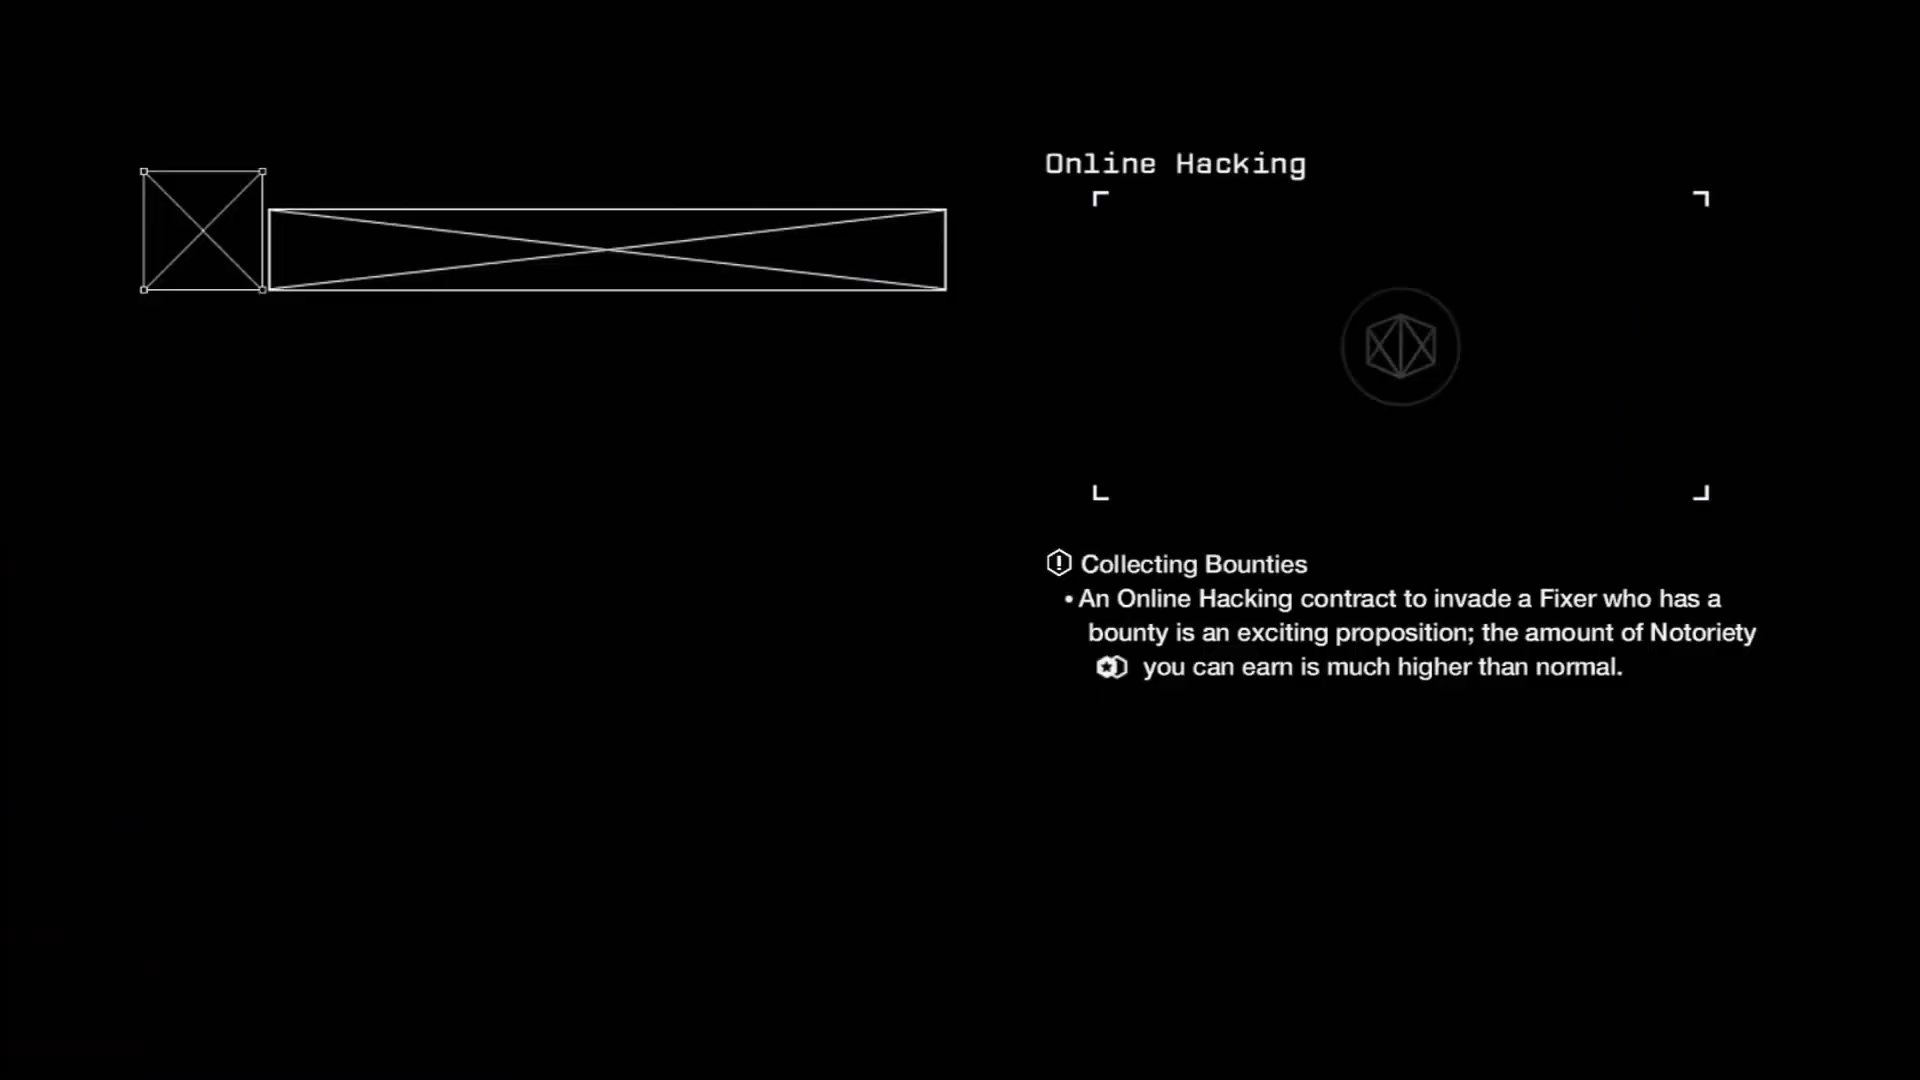 Online Hacking
Collecting Bounties
• An Online Hacking contract to invade a Fixer who has a
bounty is an exciting proposition; the amount of Notoriety
you can earn is much higher than normal.